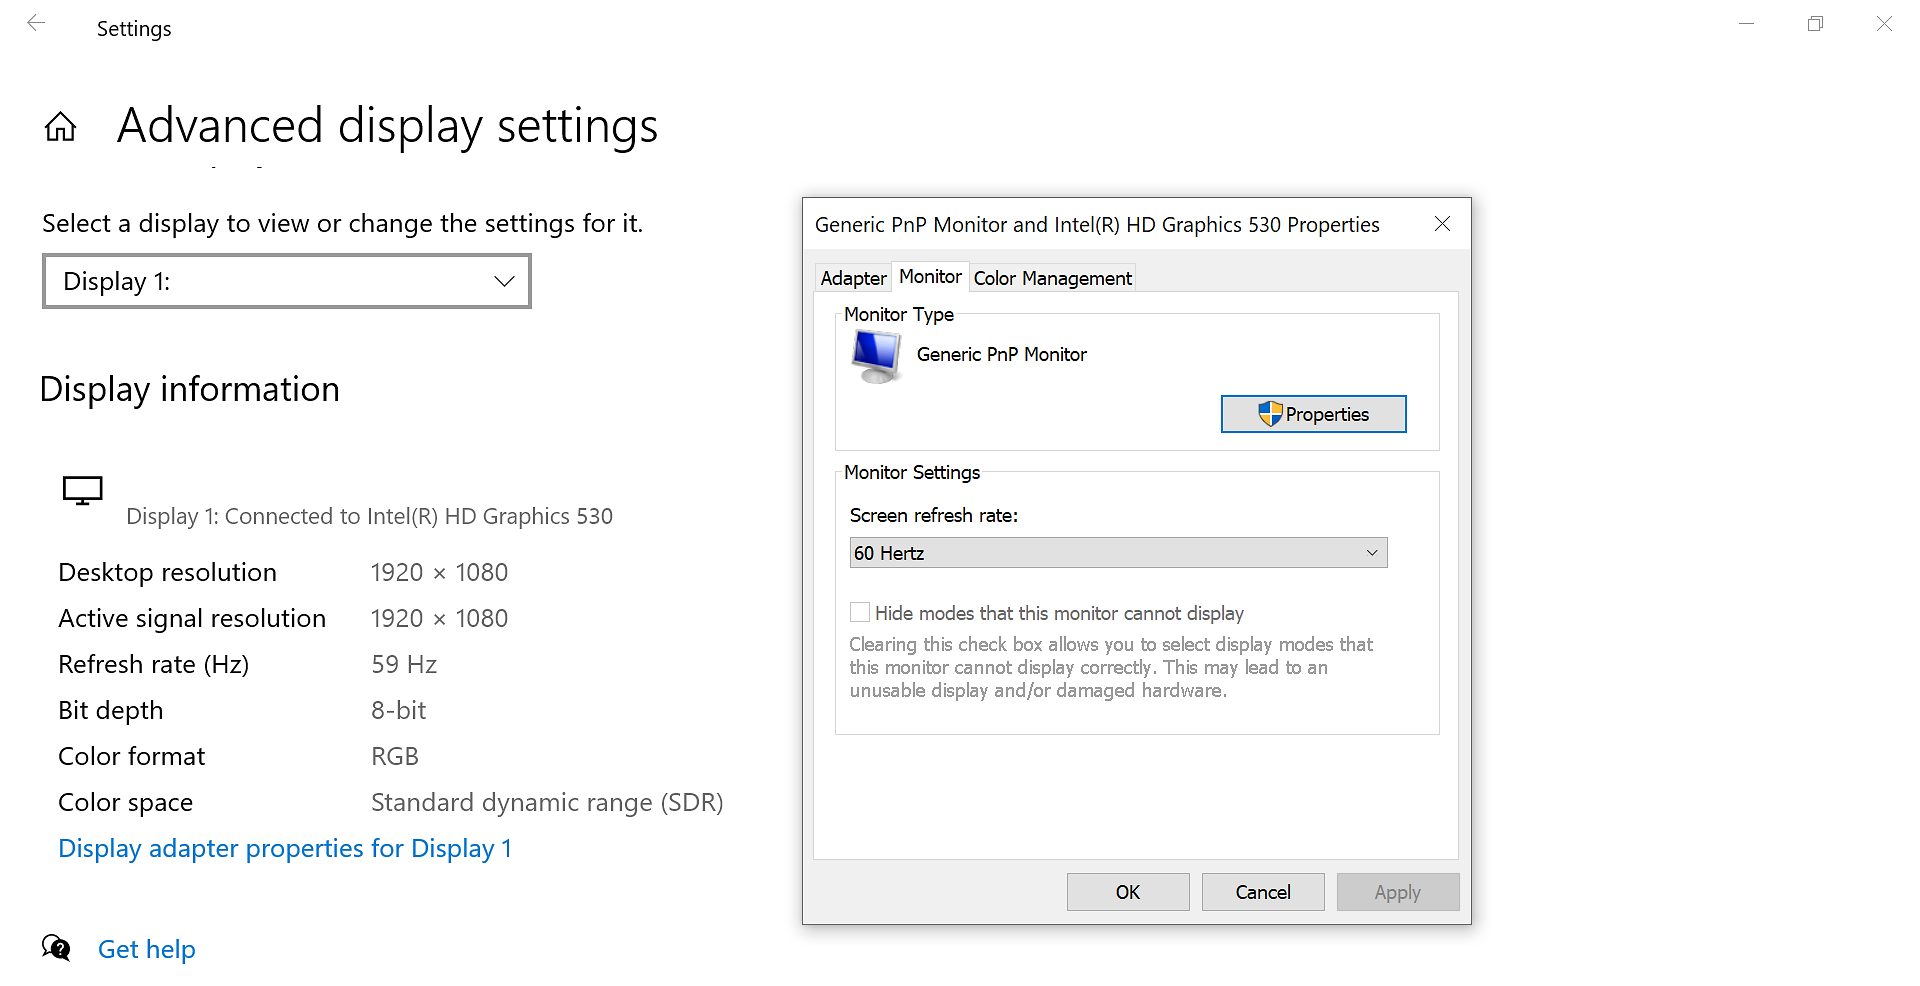 Settings
Advanced display settings
Select a display to view or change the settings for it.
Display 1:
Display information
Display 1: Connected to Intel(R) HD Graphics 530
Desktop resolution 1920 × 1080
Active signal resolution 1920 × 1080
Refresh rate (Hz) 59 Hz
Bit depth 8-bit
Color format RGB
Color space Standard dynamic range (SDR)
Display adapter properties for Display 1
Get help
Generic PnP Monitor and Intel(R) HD Graphics 530 Properties
Adapter Monitor Color Management
Monitor Type
Generic PnP Monitor
Properties
Monitor Settings
Screen refresh rate:
60 Hertz
Hide modes that this monitor cannot display
Clearing this check box allows you to select display modes that
this monitor cannot display correctly. This may lead to an
unusable display and/or damaged hardware.
OK Cancel Apply